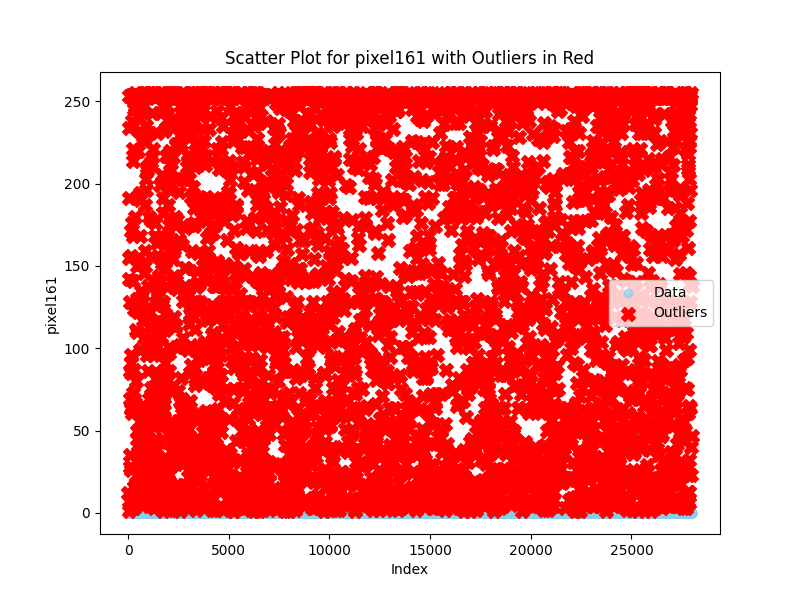 Scatter Plot for pixel161 with Outliers in Red
250
200
150
100
50
0
pixel161
Data
Outliers
0 5000 10000 15000 20000 25000
Index